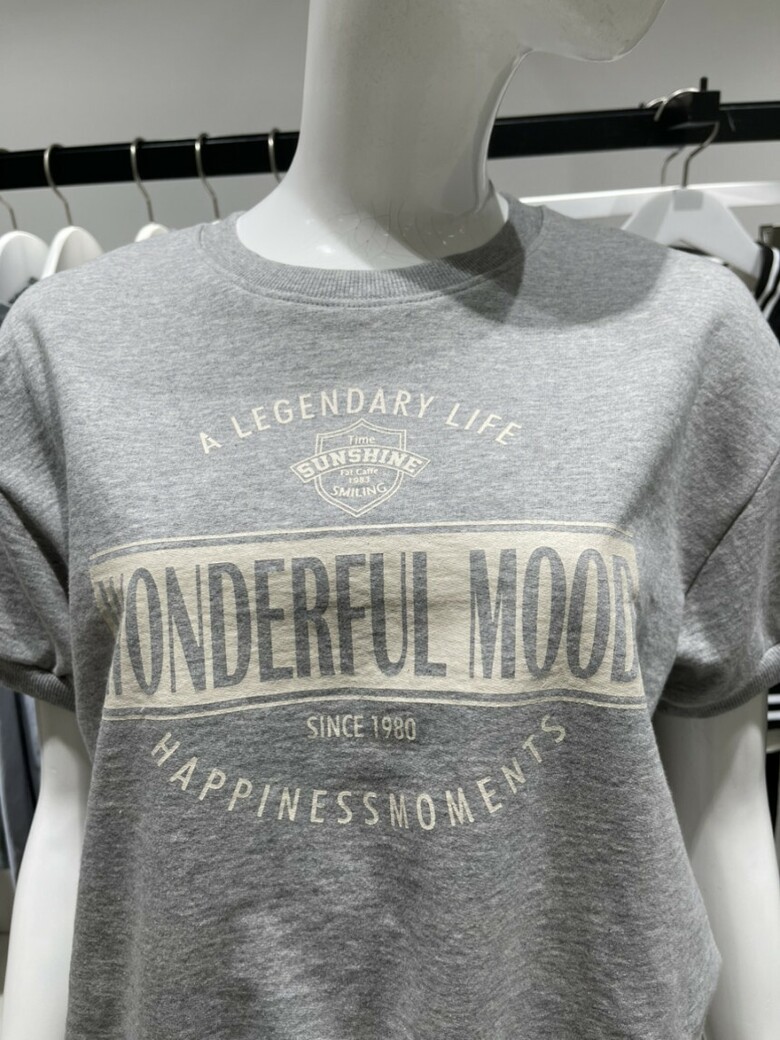 A LEGENDARY LIFE
Time
SUNSHINE
Fat Caffe
1983
SMILING
WONDERFUL MOOD
SINCE 1980
HAPPINESSMOMENTS